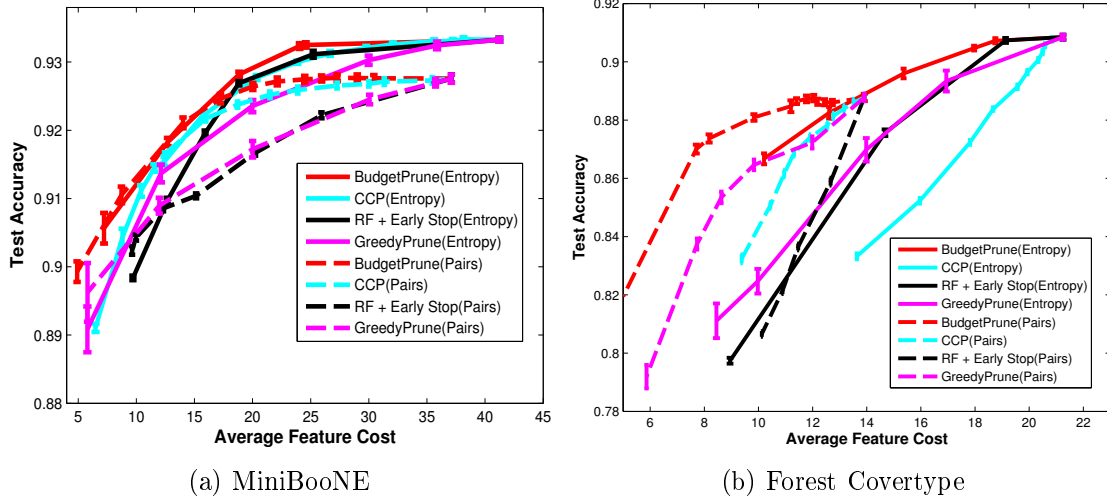 0.93
0.92
0.91
0.9
0.89
0.88
Test Accuracy
5 10 15 20 25 30 35 40 45
Average Feature Cost
BudgetPrune(Entropy)
CCP(Entropy)
RF + Early Stop(Entropy)
GreedyPrune(Entropy)
BudgetPrune(Pairs)
CCP(Pairs)
RF + Early Stop(Pairs)
GreedyPrune(Pairs)
(a) MiniBooNE
0.92
0.9
0.88
0.86
0.84
0.82
0.8
0.78
Test Accuracy
6 8 10 12 14 16 18 20 22
Average Feature Cost
BudgetPrune(Entropy)
CCP(Entropy)
RF + Early Stop(Entropy)
GreedyPrune(Entropy)
BudgetPrune(Pairs)
CCP(Pairs)
RF + Early Stop(Pairs)
GreedyPrune(Pairs)
(b) Forest Covertype